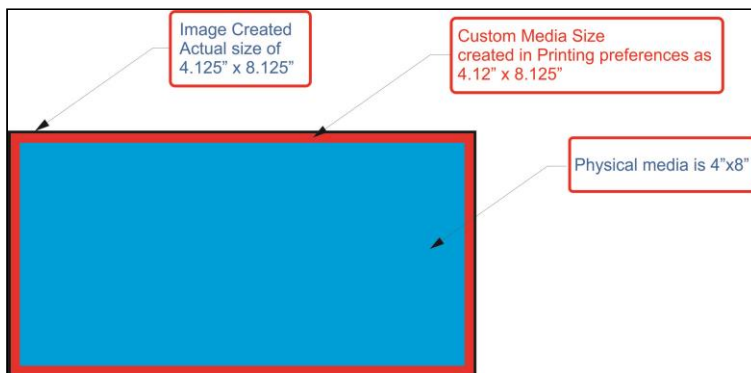 Image Created
Actual size of
4.125” x 8.125”
Custom Media Size
created in Printing preferences as
4.12” x 8.125”
Physical media is 4”x8”